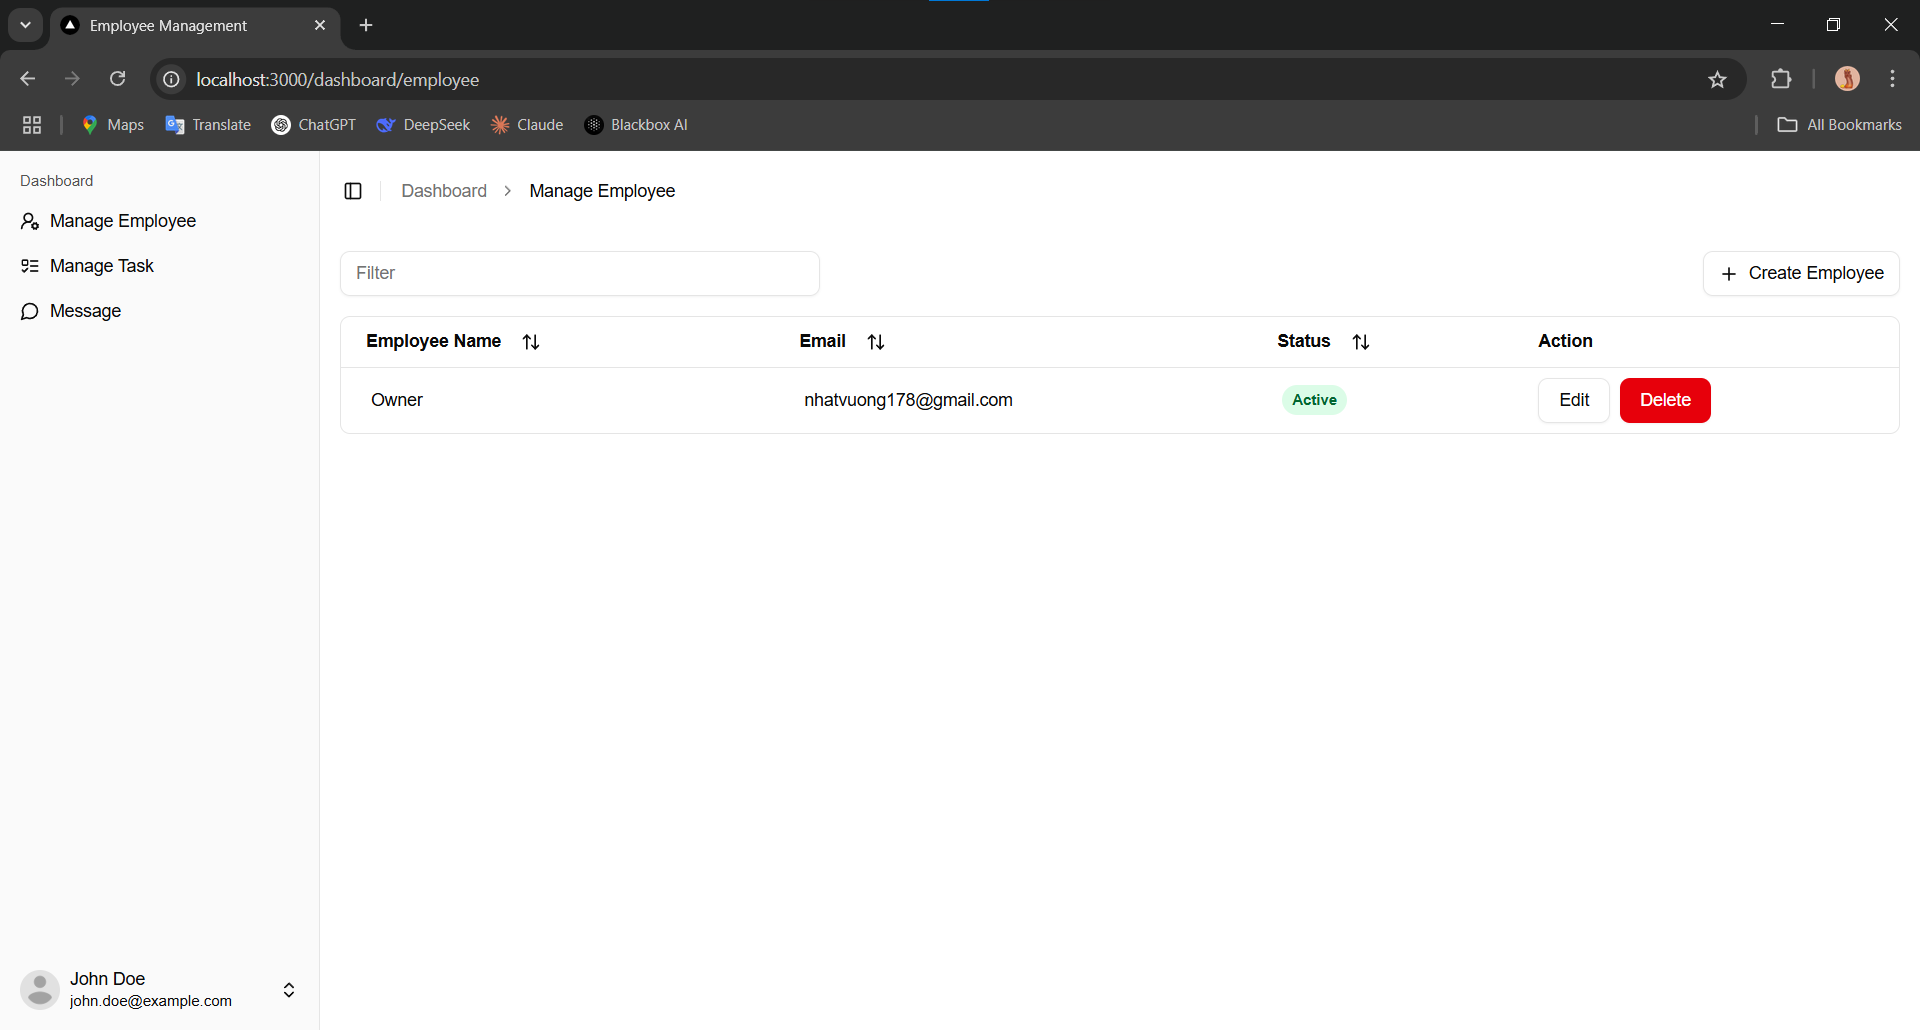 Employee Management
localhost:3000/dashboard/employee
Maps Translate ChatGPT DeepSeek Claude Blackbox AI All Bookmarks
Dashboard
Manage Employee
Manage Task
Message
Dashboard > Manage Employee
Filter
+ Create Employee
Employee Name Email Status Action
Owner nhatvuong178@gmail.com Active Edit Delete
John Doe
john.doe@example.com